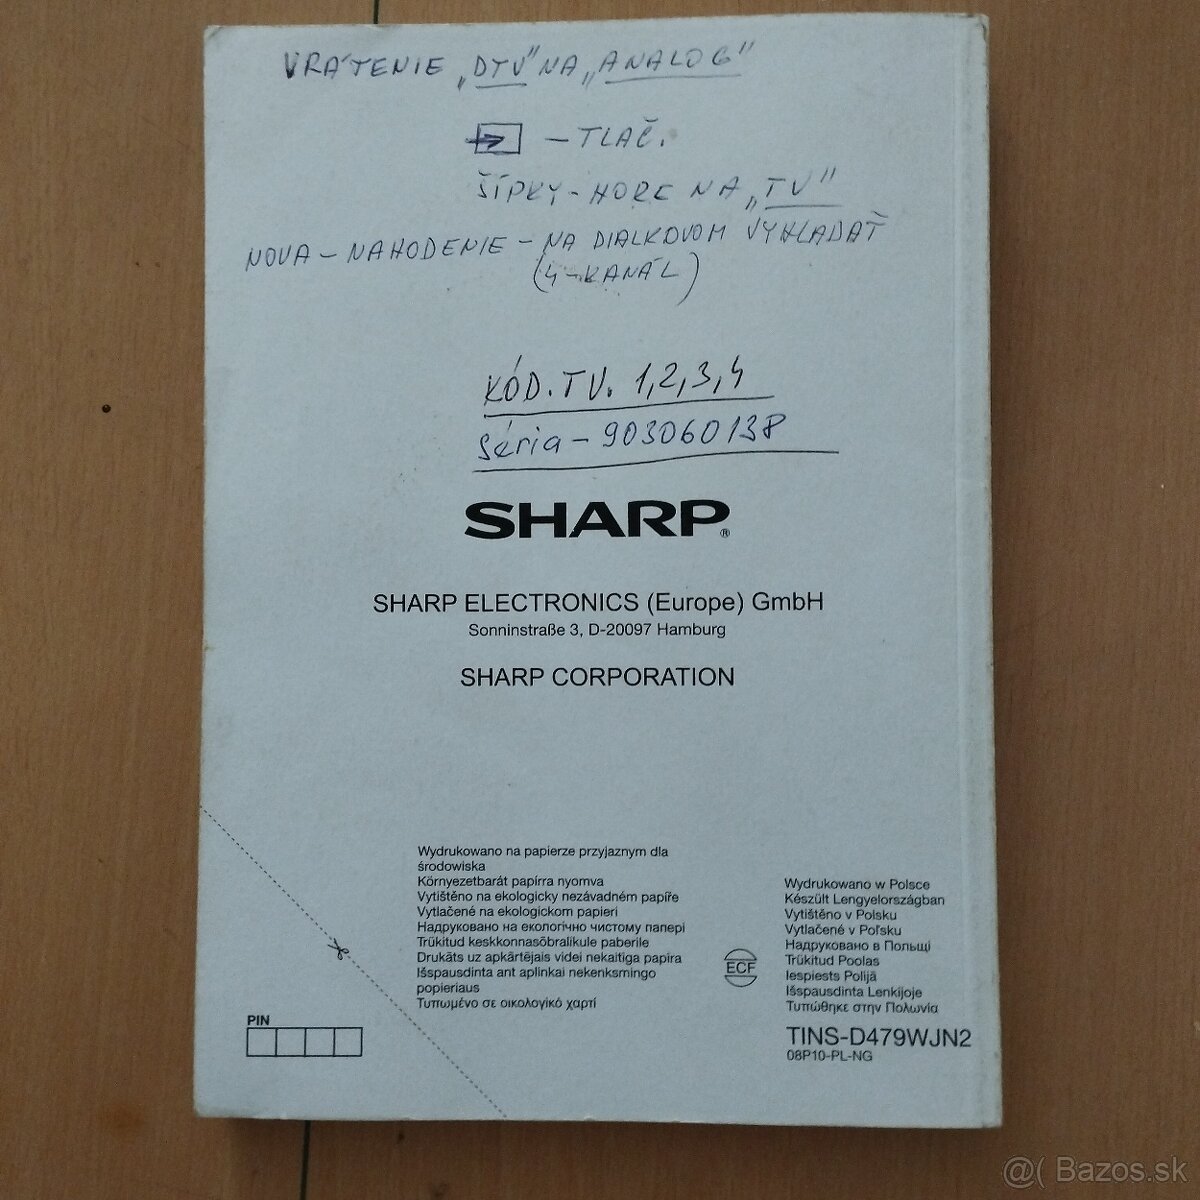 VRÁTENIE „DTV" NA „ANALOG"
– TLAČ.
ŠÍPKY - HORE NA „TV"
NOVA – NAHODENIE – NA DIALKOVOM VYHLADAŤ
(4 - KANÁL)
KÓD. TV. 1,2,3,4
Séria – 903060138
SHARP®
SHARP ELECTRONICS (Europe) GmbH
Sonninstraße 3, D-20097 Hamburg
SHARP CORPORATION
Wydrukowano na papierze przyjaznym dla
środowiska
Környezetbarát papírra nyomva
Vytištěno na ekologicky nezávadném papíře
Vytlačené na ekologickom papieri
Надруковано на екологічно чистому папері
Trükitud keskkonnasõbralikule paberile
Drukāts uz apkārtējais videi nekaitīga papīra
Išspausdinta ant aplinkai nekenksmingo
popieriaus
Τυπωμένο σε οικολογικό χαρτί
ECF
Wydrukowano w Polsce
Készült Lengyelországban
Vytištěno v Polsku
Vytlačené v Poľsku
Надруковано в Польщі
Trükitud Poolas
Iespiests Polijā
Išspausdinta Lenkijoje
Τυπώθηκε στην Πολωνία
TINS-D479WJN2
08P10-PL-NG
PIN
@( Bazos.sk